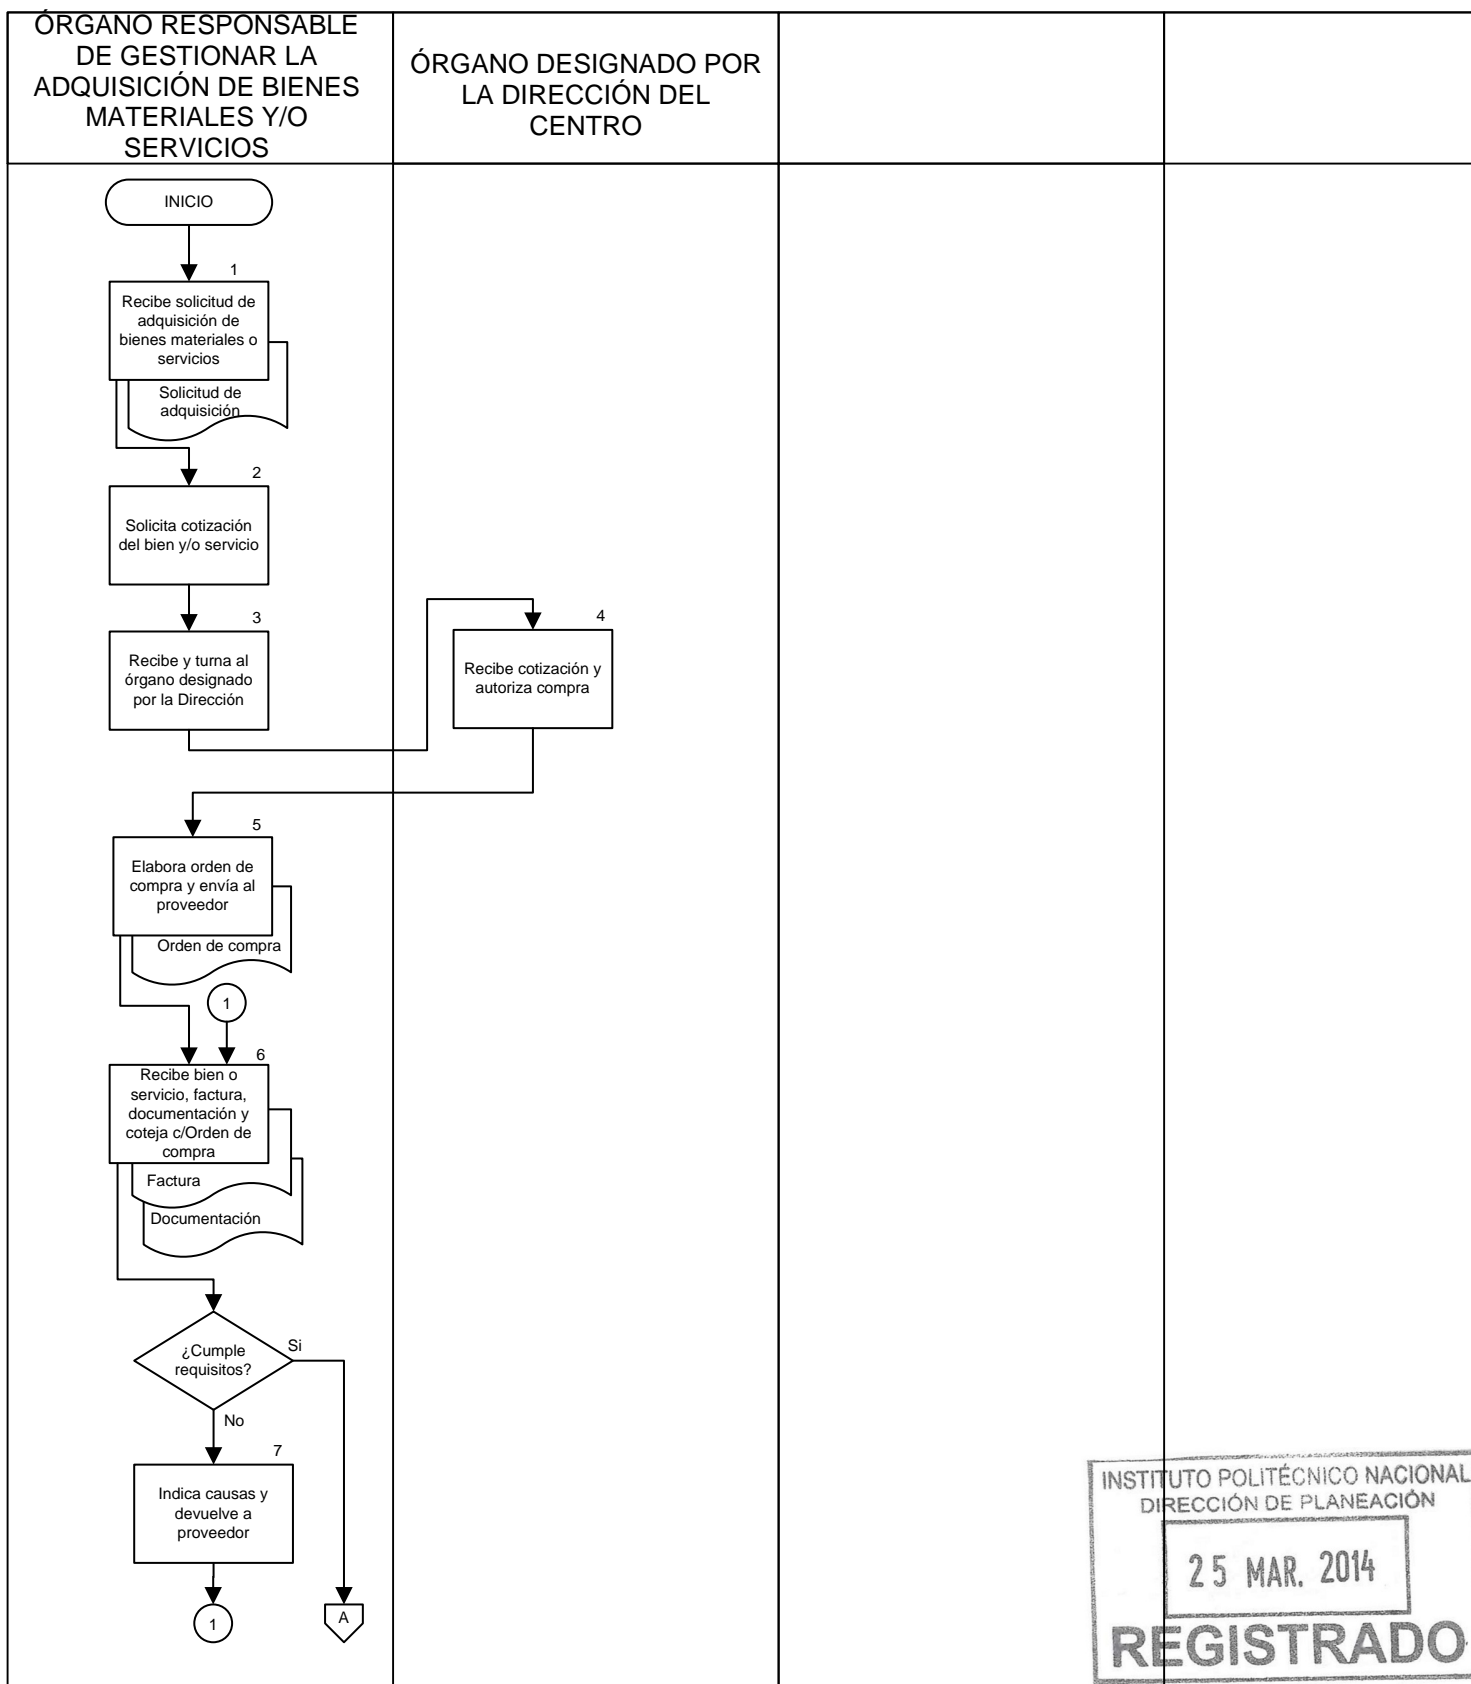 ÓRGANO RESPONSABLE
DE GESTIONAR LA
ADQUISICIÓN DE BIENES
MATERIALES Y/O
SERVICIOS
ÓRGANO DESIGNADO POR
LA DIRECCIÓN DEL
CENTRO
INICIO
1
Recibe solicitud de
adquisición de
bienes materiales o
servicios
Solicitud de
adquisición
2
Solicita cotización
del bien y/o servicio
3
Recibe y turna al
órgano designado
por la Dirección
4
Recibe cotización y
autoriza compra
5
Elabora orden de
compra y envía al
proveedor
Orden de compra
1
6
Recibe bien o
servicio, factura,
documentación y
coteja c/Orden de
compra
Factura
Documentación
¿Cumple
requisitos?
Si
No
7
Indica causas y
devuelve a
proveedor
1
A
INSTITUTO POLITÉCNICO NACIONAL
DIRECCIÓN DE PLANEACIÓN
25 MAR. 2014
REGISTRADO